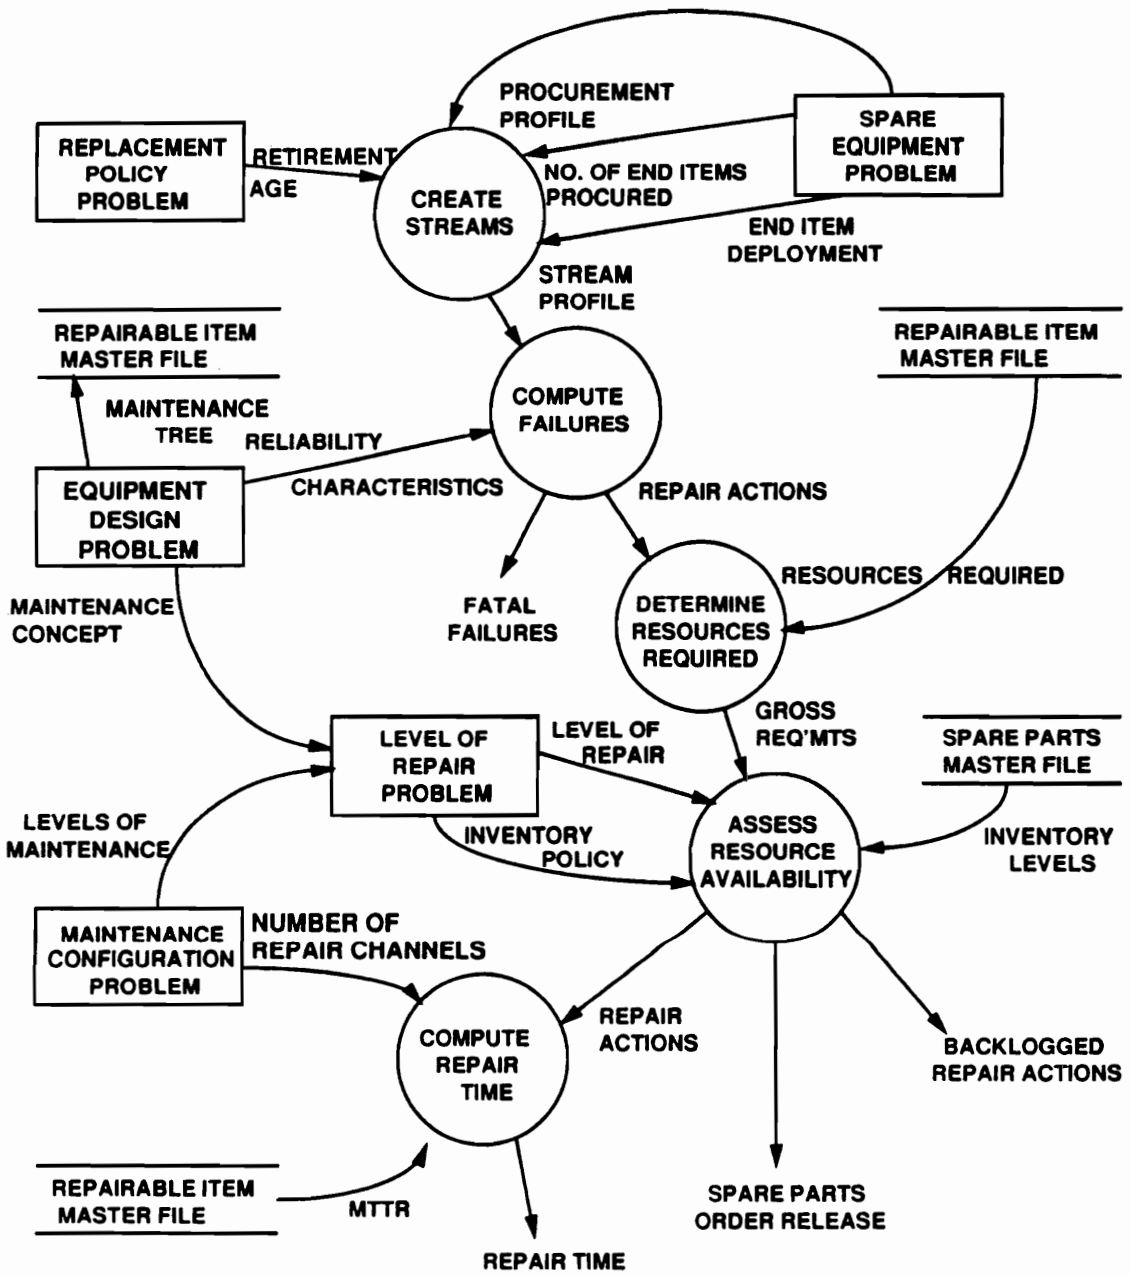 PROCUREMENT
PROFILE
SPARE
EQUIPMENT
PROBLEM
REPLACEMENT
POLICY
PROBLEM
RETIREMENT
AGE
CREATE
STREAMS
NO. OF END ITEMS
PROCURED
END ITEM
DEPLOYMENT
STREAM
PROFILE
REPAIRABLE ITEM
MASTER FILE
REPAIRABLE ITEM
MASTER FILE
MAINTENANCE
TREE
COMPUTE
FAILURES
RELIABILITY
CHARACTERISTICS
EQUIPMENT
DESIGN
PROBLEM
REPAIR ACTIONS
RESOURCES REQUIRED
MAINTENANCE
CONCEPT
FATAL
FAILURES
DETERMINE
RESOURCES
REQUIRED
GROSS
REQ'MTS
LEVEL OF
REPAIR
PROBLEM
LEVEL OF
REPAIR
SPARE PARTS
MASTER FILE
LEVELS OF
MAINTENANCE
INVENTORY
POLICY
ASSESS
RESOURCE
AVAILABILITY
INVENTORY
LEVELS
MAINTENANCE
CONFIGURATION
PROBLEM
NUMBER OF
REPAIR CHANNELS
COMPUTE
REPAIR
TIME
REPAIR
ACTIONS
BACKLOGGED
REPAIR ACTIONS
REPAIRABLE ITEM
MASTER FILE
MTTR
SPARE PARTS
ORDER RELEASE
REPAIR TIME